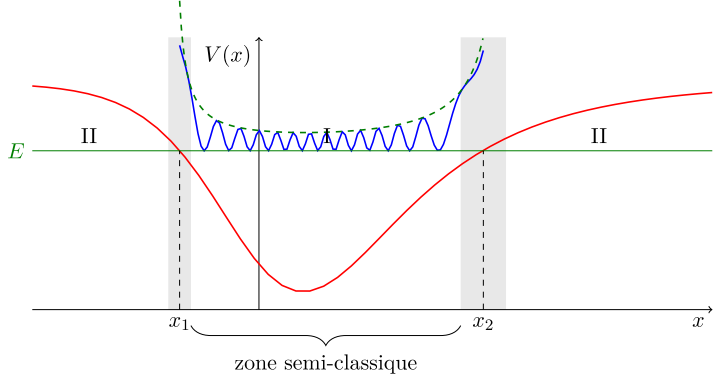 V(x)
II I II
E
x₁ x₂ x
zone semi-classique